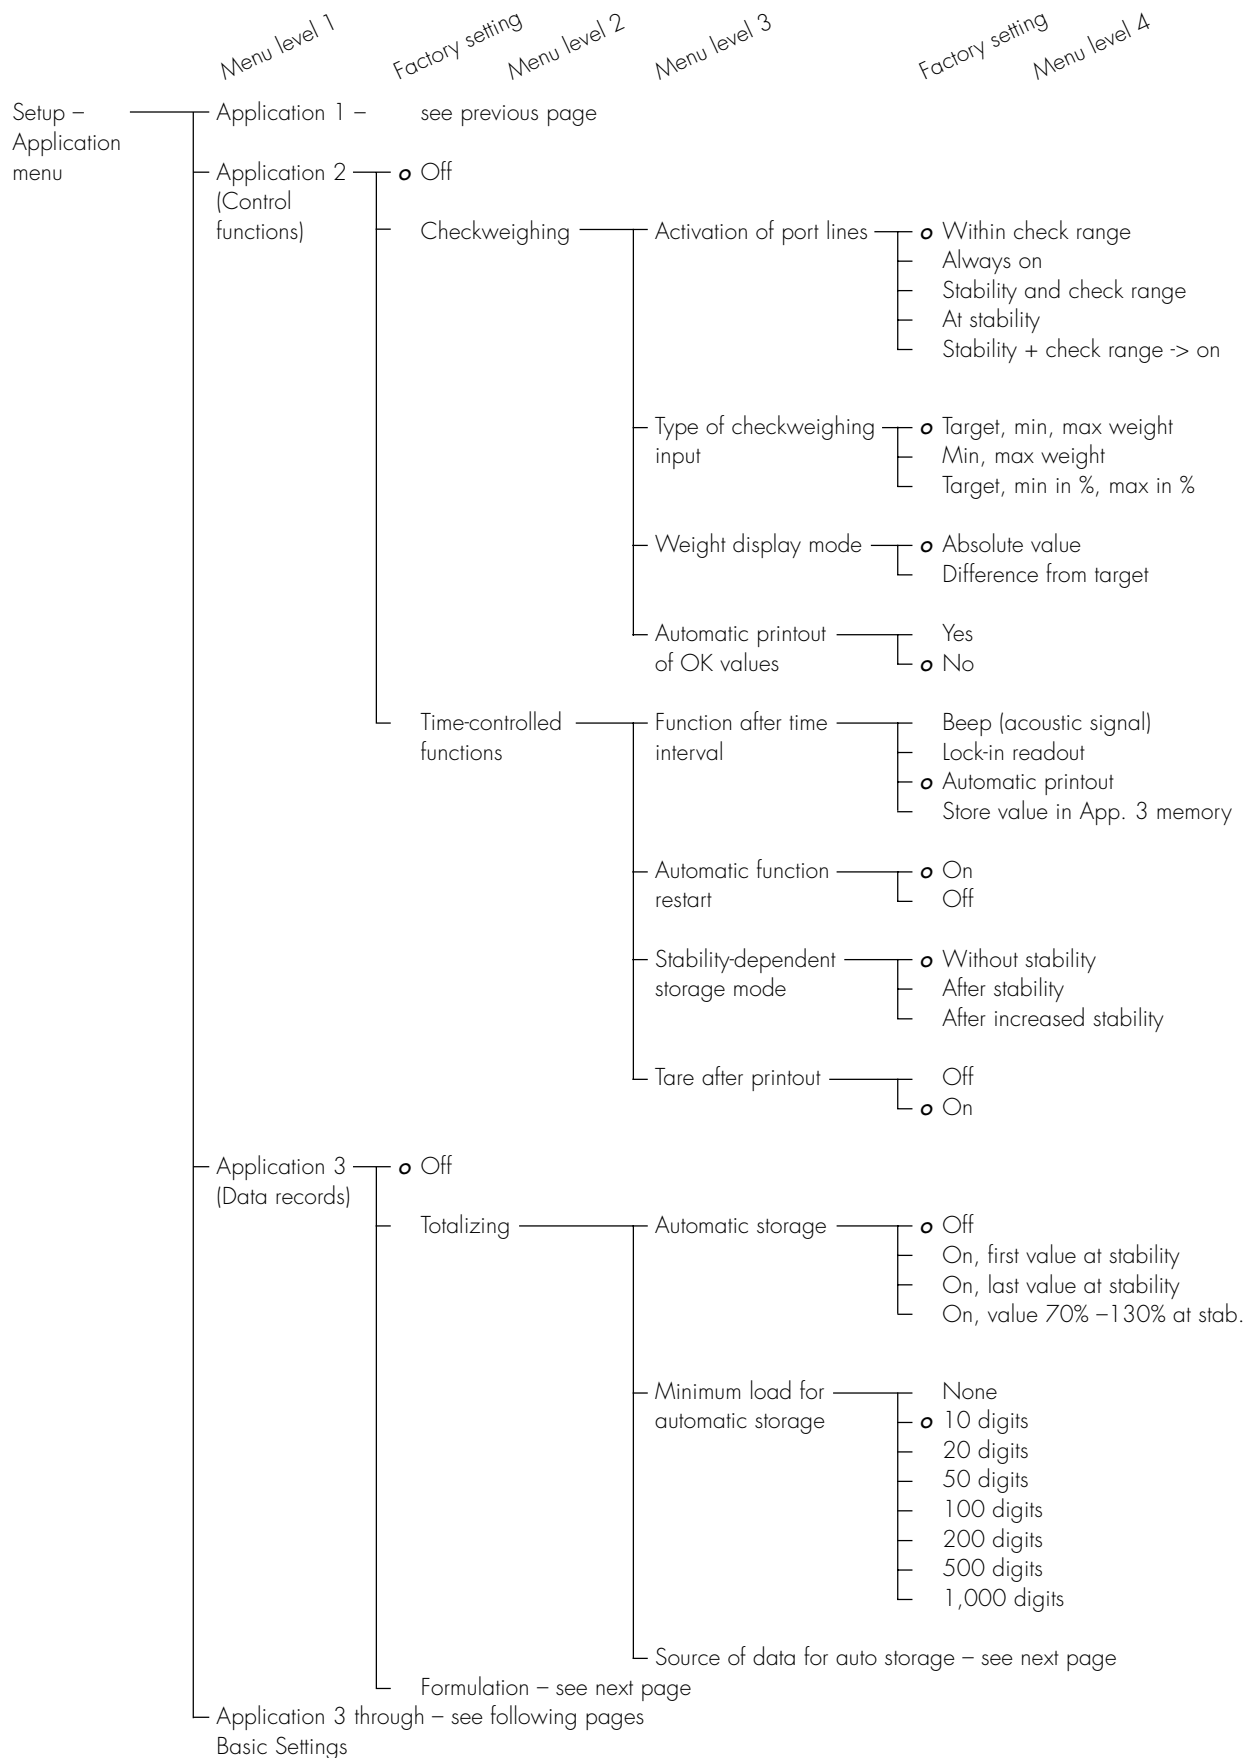 Menu level 1
Factory setting
Menu level 2
Menu level 3
Factory setting
Menu level 4
Setup –
Application
menu
Application 1 – see previous page
Application 2
(Control
functions)
o Off
Checkweighing
Activation of port lines
o Within check range
Always on
Stability and check range
At stability
Stability + check range -> on
Type of checkweighing
input
o Target, min, max weight
Min, max weight
Target, min in %, max in %
Weight display mode
o Absolute value
Difference from target
Automatic printout
of OK values
Yes
o No
Time-controlled
functions
Function after time
interval
Beep (acoustic signal)
Lock-in readout
o Automatic printout
Store value in App. 3 memory
Automatic function
restart
o On
Off
Stability-dependent
storage mode
o Without stability
After stability
After increased stability
Tare after printout
Off
o On
Application 3
(Data records)
o Off
Totalizing
Automatic storage
o Off
On, first value at stability
On, last value at stability
On, value 70% –130% at stab.
Minimum load for
automatic storage
None
o 10 digits
20 digits
50 digits
100 digits
200 digits
500 digits
1,000 digits
Source of data for auto storage – see next page
Formulation – see next page
Application 3 through – see following pages
Basic Settings